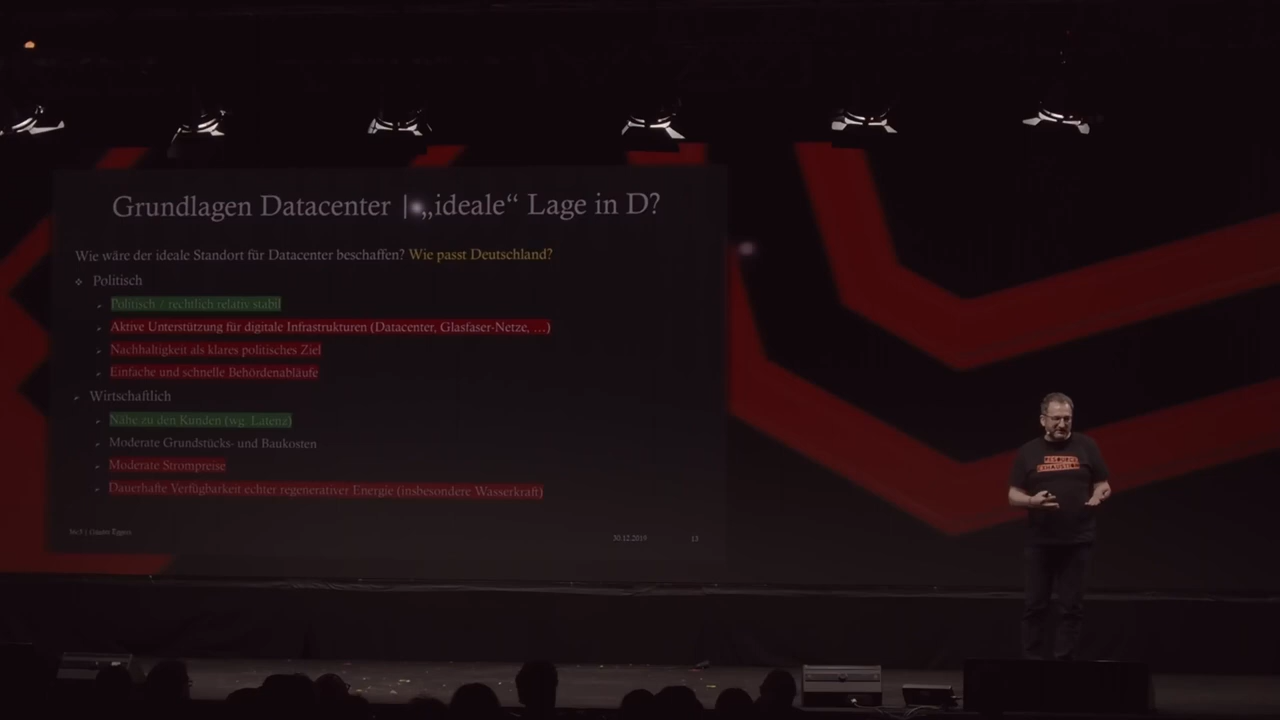 Grundlagen Datacenter | „ideale“ Lage in D?
Wie wäre der ideale Standort für Datacenter beschaffen? Wie passt Deutschland?
Politisch
Politisch / rechtlich relativ stabil
Aktive Unterstützung für digitale Infrastrukturen (Datacenter, Glasfaser-Netze, …)
Nachhaltigkeit als klares politisches Ziel
Einfache und schnelle Behördenabläufe
Wirtschaftlich
Nähe zu den Kunden (wg. Latenz)
Moderate Grundstücks- und Baukosten
Moderate Strompreise
Dauerhafte Verfügbarkeit echter regenerativer Energie (insbesondere Wasserkraft)
30.12.2019
13